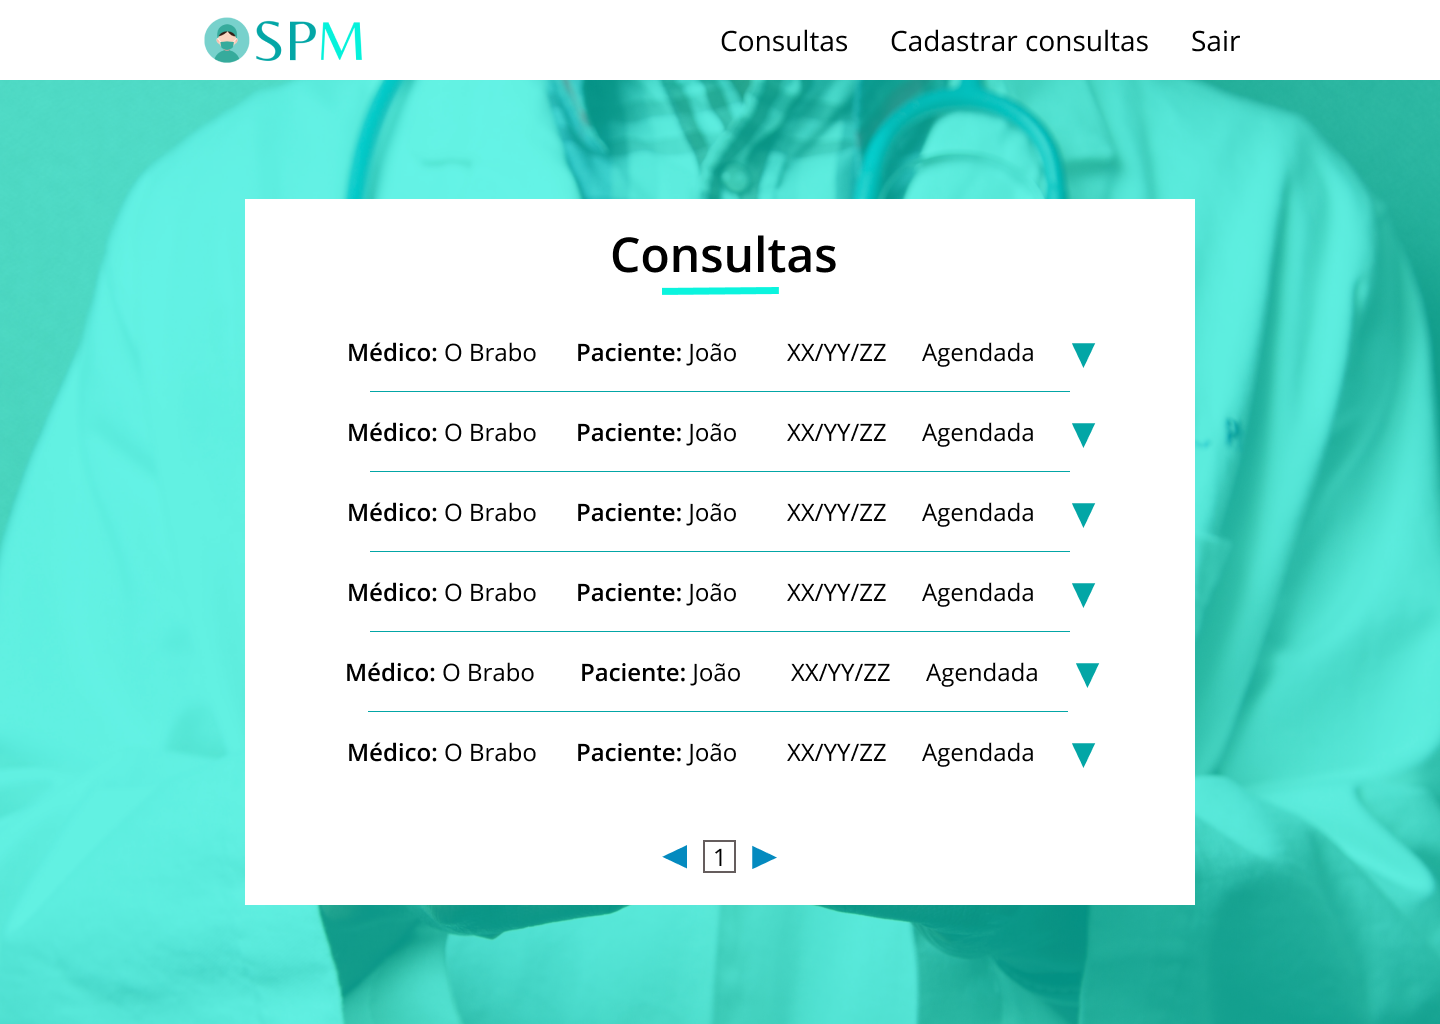 SPM
Consultas Cadastrar consultas Sair
Consultas
Médico: O Brabo Paciente: João XX/YY/ZZ Agendada
Médico: O Brabo Paciente: João XX/YY/ZZ Agendada
Médico: O Brabo Paciente: João XX/YY/ZZ Agendada
Médico: O Brabo Paciente: João XX/YY/ZZ Agendada
Médico: O Brabo Paciente: João XX/YY/ZZ Agendada
Médico: O Brabo Paciente: João XX/YY/ZZ Agendada
1